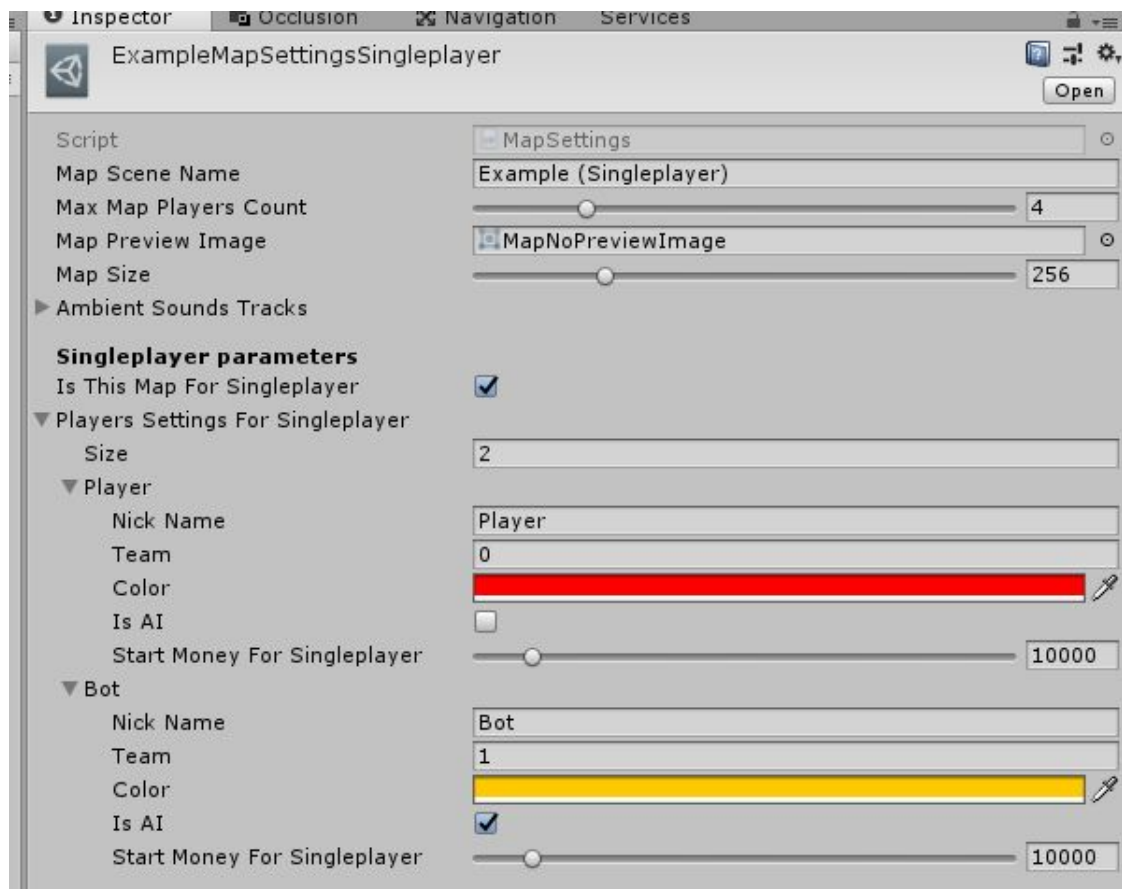 Inspector Occlusion Navigation Services
ExampleMapSettingsSingleplayer
Open
Script MapSettings
Map Scene Name Example (Singleplayer)
Max Map Players Count 4
Map Preview Image MapNoPreviewImage
Map Size 256
Ambient Sounds Tracks
Singleplayer parameters
Is This Map For Singleplayer
Players Settings For Singleplayer
Size 2
Player
Nick Name Player
Team 0
Color
Is AI
Start Money For Singleplayer 10000
Bot
Nick Name Bot
Team 1
Color
Is AI
Start Money For Singleplayer 10000